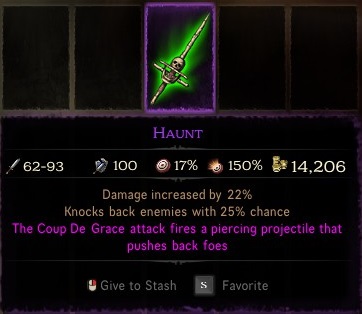 Haunt
62-93 100 17% 150% 14,206
Damage increased by 22%
Knocks back enemies with 25% chance
The Coup De Grace attack fires a piercing projectile that
pushes back foes
Give to Stash S Favorite